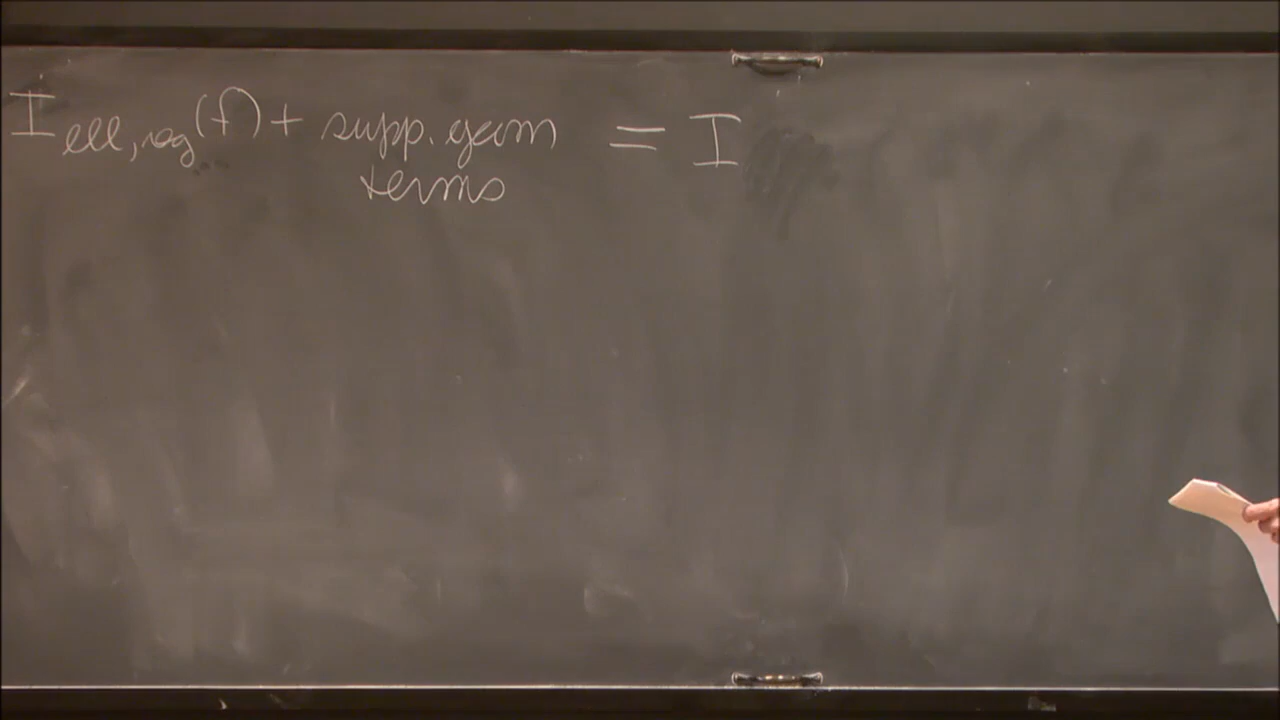 I ell,reg (f) + supp. geom = I
terms